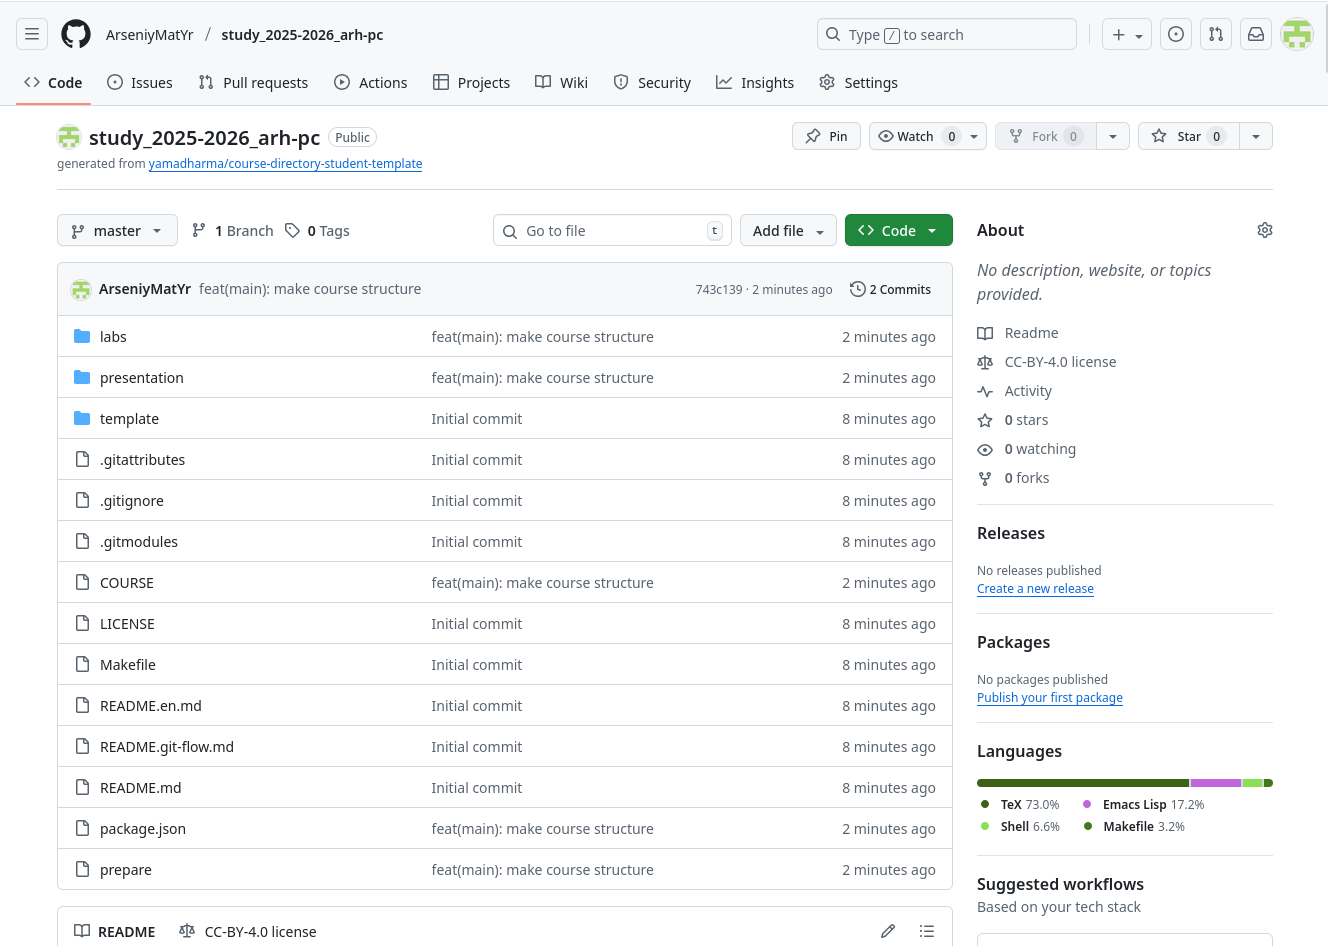 ArseniyMatYr / study_2025-2026_arh-pc Type / to search
Code Issues Pull requests Actions Projects Wiki Security Insights Settings
study_2025-2026_arh-pc Public Pin Watch 0 Fork 0 Star 0
generated from yamadharma/course-directory-student-template
master 1 Branch 0 Tags Go to file t Add file Code
ArseniyMatYr feat(main): make course structure 743c139 · 2 minutes ago 2 Commits
labs feat(main): make course structure 2 minutes ago
presentation feat(main): make course structure 2 minutes ago
template Initial commit 8 minutes ago
.gitattributes Initial commit 8 minutes ago
.gitignore Initial commit 8 minutes ago
.gitmodules Initial commit 8 minutes ago
COURSE feat(main): make course structure 2 minutes ago
LICENSE Initial commit 8 minutes ago
Makefile Initial commit 8 minutes ago
README.en.md Initial commit 8 minutes ago
README.git-flow.md Initial commit 8 minutes ago
README.md Initial commit 8 minutes ago
package.json feat(main): make course structure 2 minutes ago
prepare feat(main): make course structure 2 minutes ago
README CC-BY-4.0 license
About
No description, website, or topics
provided.
Readme
CC-BY-4.0 license
Activity
0 stars
0 watching
0 forks
Releases
No releases published
Create a new release
Packages
No packages published
Publish your first package
Languages
TeX 73.0% Emacs Lisp 17.2%
Shell 6.6% Makefile 3.2%
Suggested workflows
Based on your tech stack